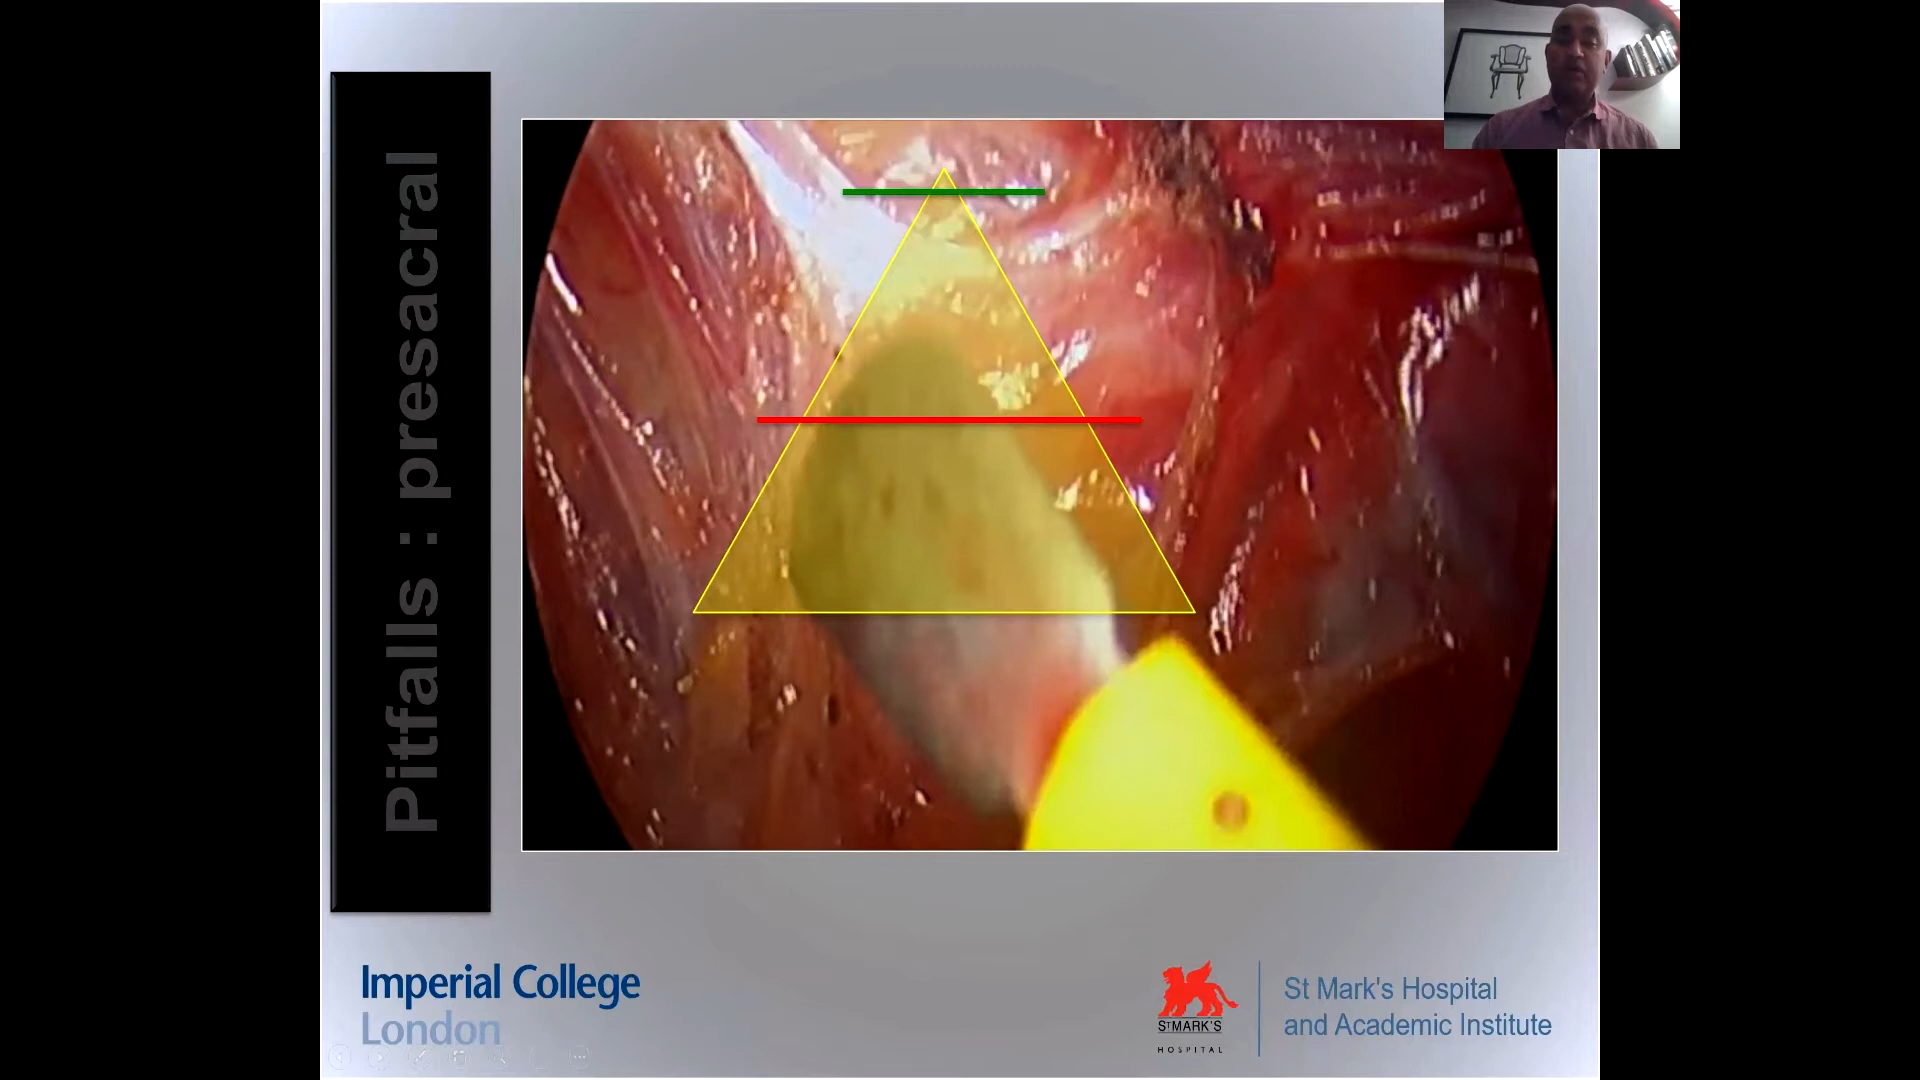 Pitfalls : presacral
Imperial College
London
ST MARK'S
HOSPITAL
St Mark's Hospital
and Academic Institute